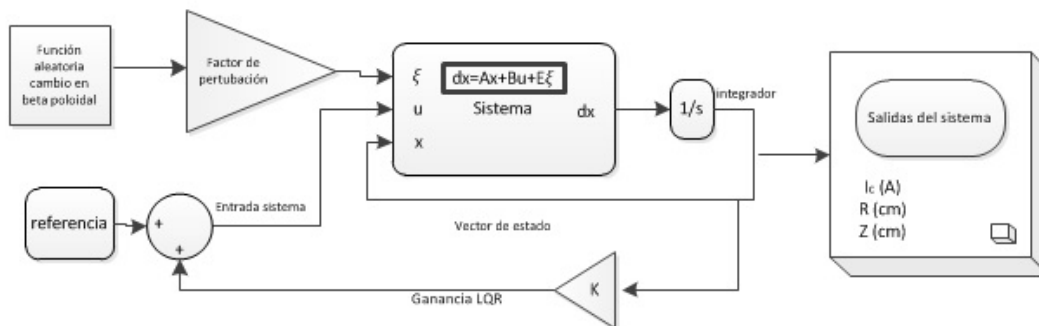 Función
aleatoria
cambio en
beta poloidal
Factor de
pertubación
ξ
dx=Ax+Bu+Eξ
u
Sistema
dx
x
1/s
integrador
Salidas del sistema
Ic (A)
R (cm)
Z (cm)
referencia
+
+
Entrada sistema
Vector de estado
K
Ganancia LQR